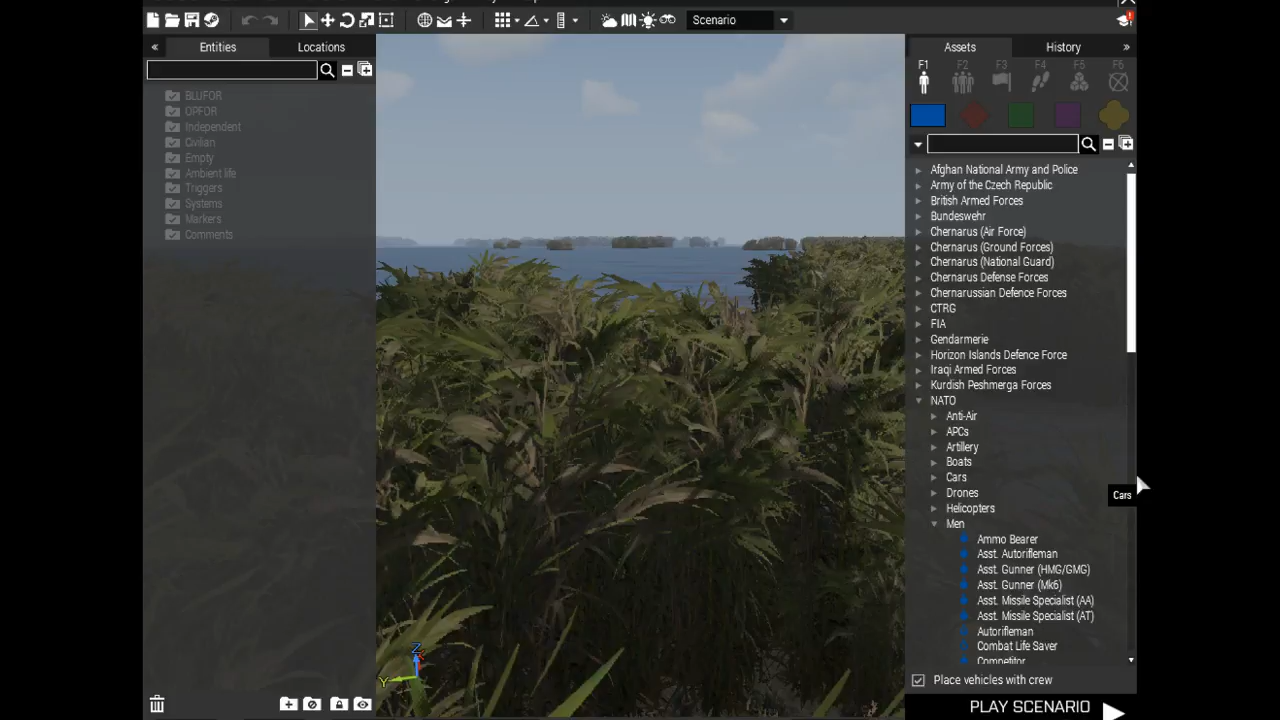 Scenario
Entities
Locations
BLUFOR
OPFOR
Independent
Civilian
Empty
Ambient life
Triggers
Systems
Markers
Comments
Z
Y
Assets
History
F1 F2 F3 F4 F5 F6
Afghan National Army and Police
Army of the Czech Republic
British Armed Forces
Bundeswehr
Chernarus (Air Force)
Chernarus (Ground Forces)
Chernarus (National Guard)
Chernarus Defense Forces
Chernarussian Defence Forces
CTRG
FIA
Gendarmerie
Horizon Islands Defence Force
Iraqi Armed Forces
Kurdish Peshmerga Forces
NATO
Anti-Air
APCs
Artillery
Boats
Cars
Cars
Drones
Helicopters
Men
Ammo Bearer
Asst. Autorifleman
Asst. Gunner (HMG/GMG)
Asst. Gunner (Mk6)
Asst. Missile Specialist (AA)
Asst. Missile Specialist (AT)
Autorifleman
Combat Life Saver
Competitor
Place vehicles with crew
PLAY SCENARIO